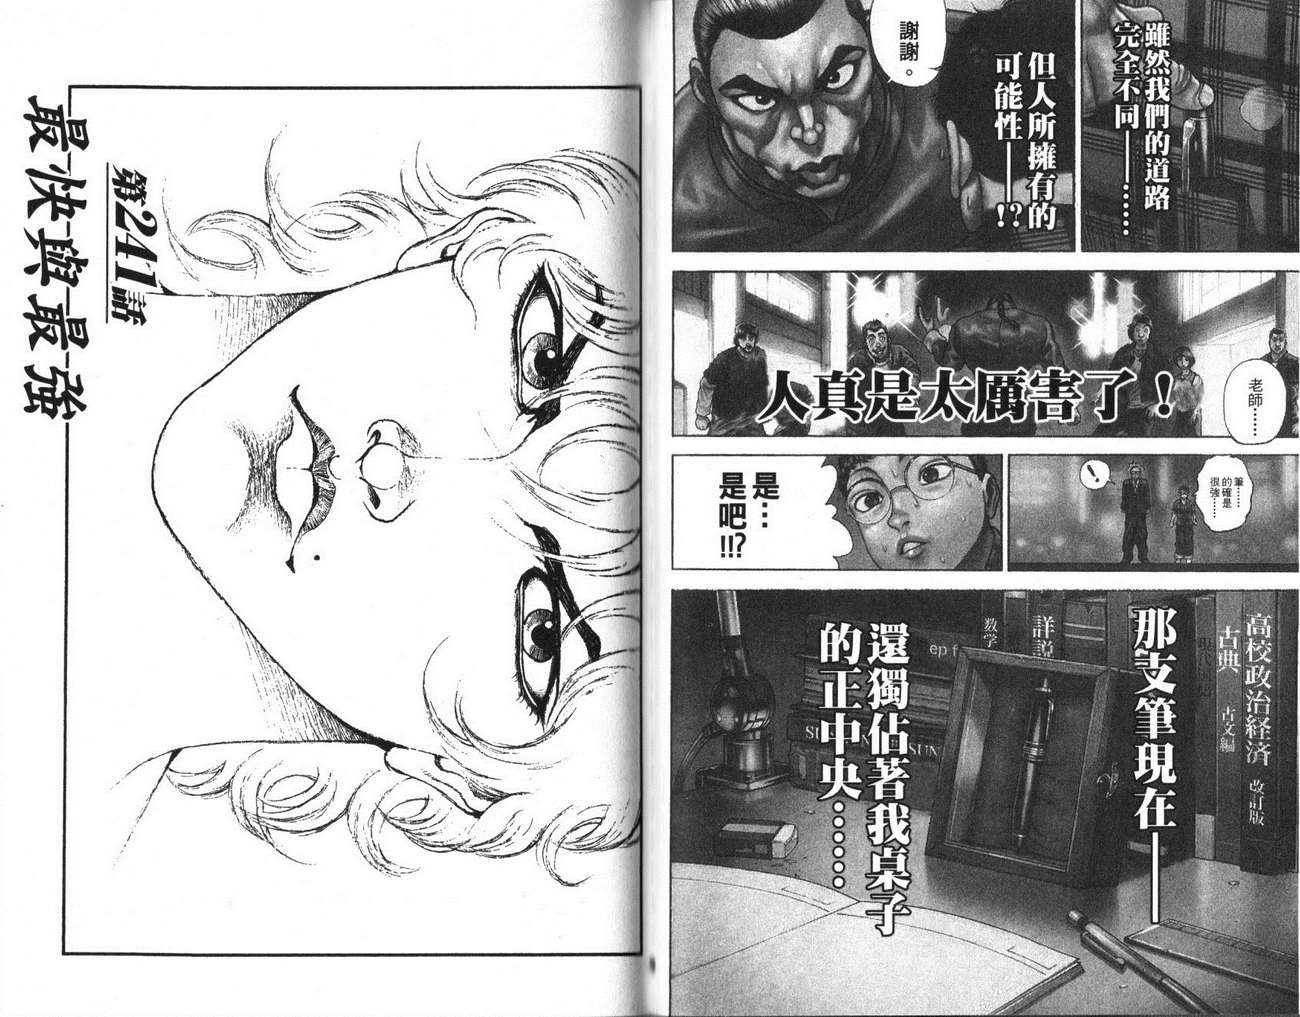 雖然我們的道路
完全不同——……
但人所擁有的
可能性——!?
謝謝。
人真是太厲害了！
老師……
筆……
的確是
很強……
！
是…
是吧!!?
那支筆現在——
還獨佔著我桌子
的正中央……
高校政治経済 改訂版
古典 古文編
詳説
数学
ep f
SUN
第241話
最快與最強